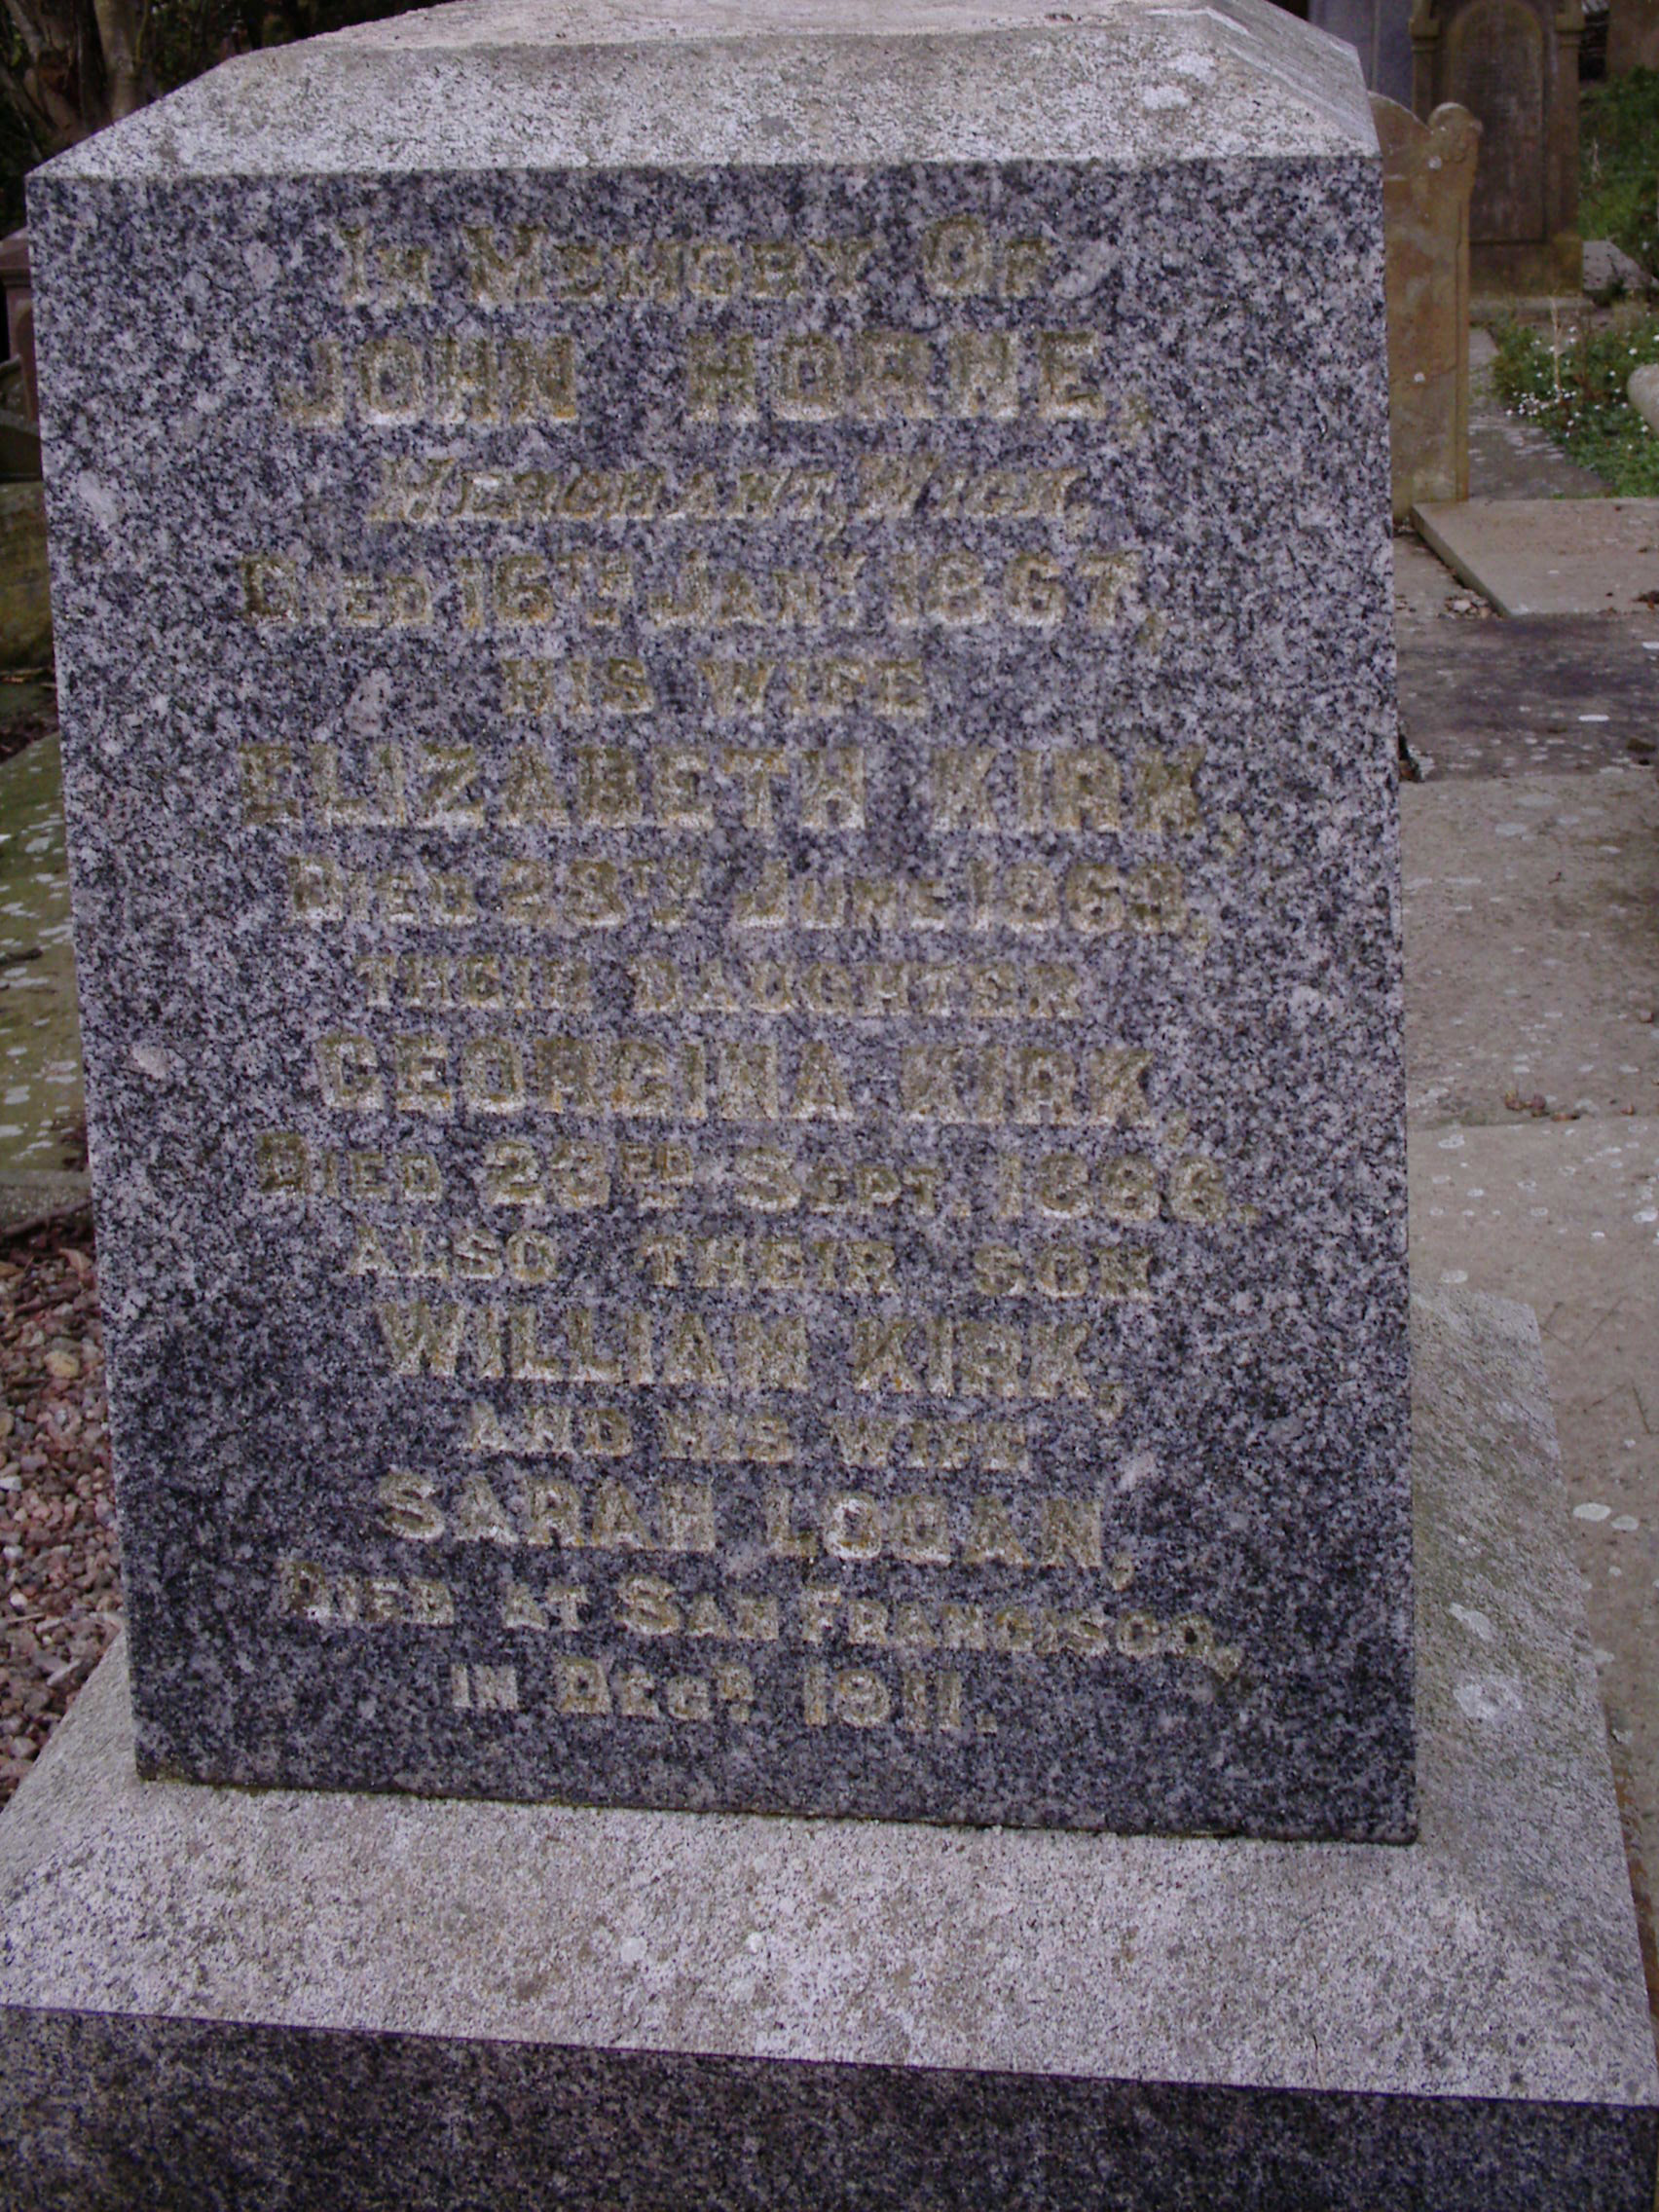 In Memory Of
JOHN HORNE,
Merchant, Wick,
Died 16th Jany. 1867,
HIS WIFE
ELIZABETH KIRK,
Died 28th June 1868,
THEIR DAUGHTER
GEORGINA KIRK,
Died 23rd Sept. 1886.
ALSO THEIR SON
WILLIAM KIRK,
AND HIS WIFE
SARAH LOGAN,
Died at San Francisco,
in Decr. 1911.